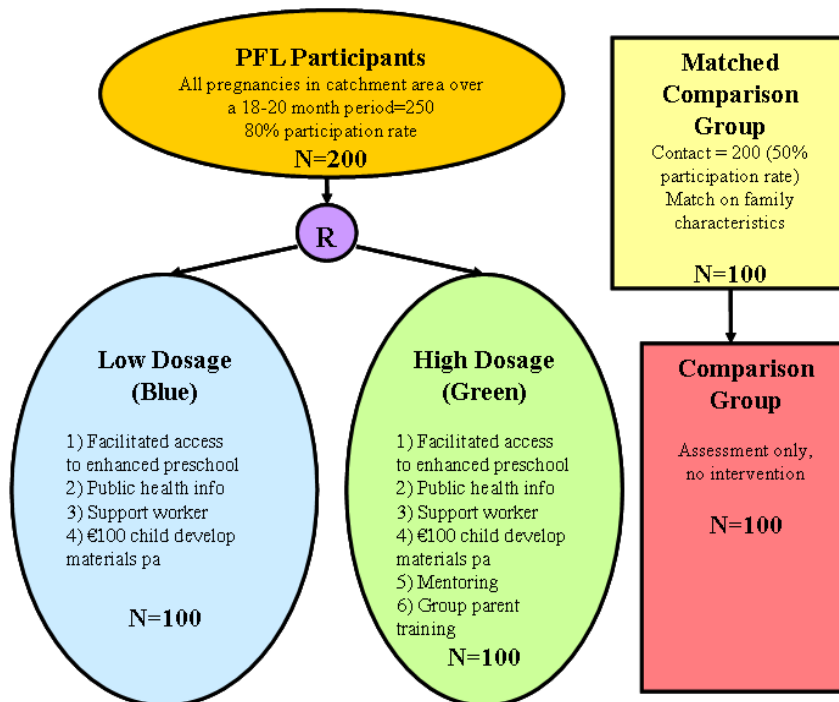 PFL Participants
All pregnancies in catchment area over
a 18-20 month period=250
80% participation rate
N=200
R
Low Dosage
(Blue)
1) Facilitated access
to enhanced preschool
2) Public health info
3) Support worker
4) €100 child develop
materials pa
N=100
High Dosage
(Green)
1) Facilitated access
to enhanced preschool
2) Public health info
3) Support worker
4) €100 child develop
materials pa
5) Mentoring
6) Group parent
training
N=100
Matched
Comparison
Group
Contact = 200 (50%
participation rate)
Match on family
characteristics
N=100
Comparison
Group
Assessment only,
no intervention
N=100